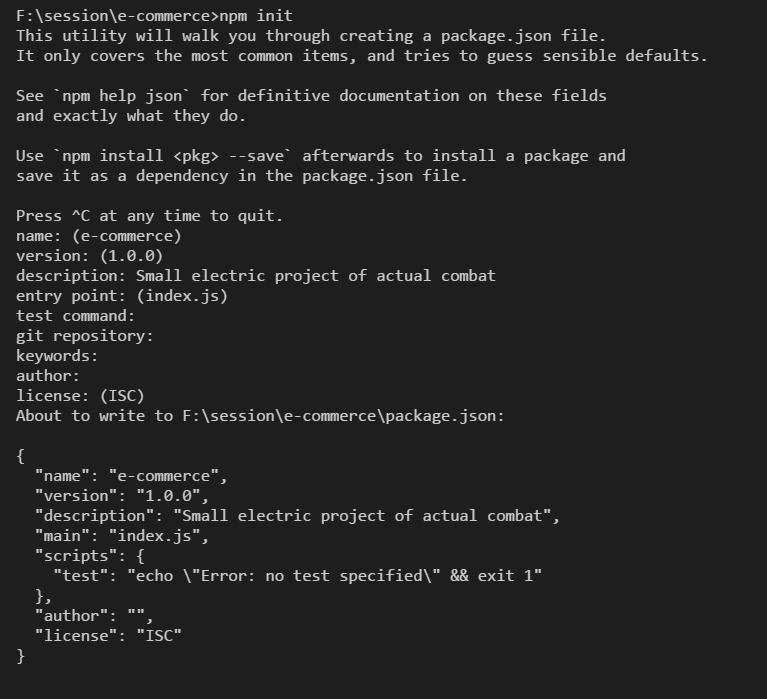 F:\session\e-commerce>npm init
This utility will walk you through creating a package.json file.
It only covers the most common items, and tries to guess sensible defaults.
See `npm help json` for definitive documentation on these fields
and exactly what they do.
Use `npm install <pkg> --save` afterwards to install a package and
save it as a dependency in the package.json file.
Press ^C at any time to quit.
name: (e-commerce)
version: (1.0.0)
description: Small electric project of actual combat
entry point: (index.js)
test command:
git repository:
keywords:
author:
license: (ISC)
About to write to F:\session\e-commerce\package.json:
{
  "name": "e-commerce",
  "version": "1.0.0",
  "description": "Small electric project of actual combat",
  "main": "index.js",
  "scripts": {
    "test": "echo \"Error: no test specified\" && exit 1"
  },
  "author": "",
  "license": "ISC"
}